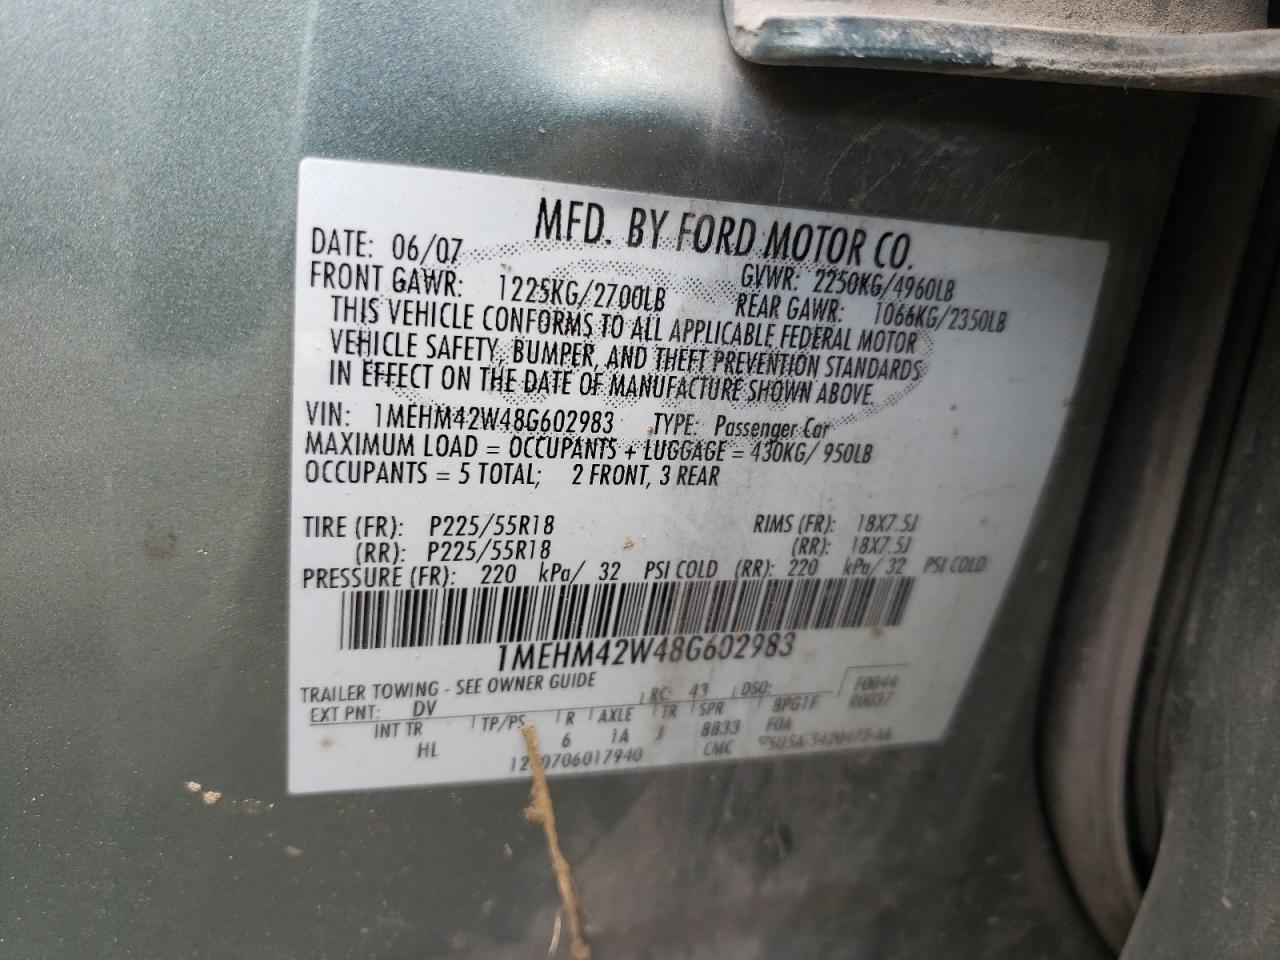 MFD. BY FORD MOTOR CO.
DATE: 06/07 GVWR: 2250KG/4960LB
FRONT GAWR: 1225KG/2700LB REAR GAWR: 1066KG/2350LB
THIS VEHICLE CONFORMS TO ALL APPLICABLE FEDERAL MOTOR
VEHICLE SAFETY, BUMPER, AND THEFT PREVENTION STANDARDS
IN EFFECT ON THE DATE OF MANUFACTURE SHOWN ABOVE.
VIN: 1MEHM42W48G602983 TYPE: Passenger Car
MAXIMUM LOAD = OCCUPANTS + LUGGAGE = 430KG/ 950LB
OCCUPANTS = 5 TOTAL; 2 FRONT, 3 REAR
TIRE (FR): P225/55R18 RIMS (FR): 18X7.5J
(RR): P225/55R18 (RR): 18X7.5J
PRESSURE (FR): 220 kPa/ 32 PSI COLD (RR): 220 kPa/ 32 PSI COLD
1MEHM42W48G602983
TRAILER TOWING - SEE OWNER GUIDE
EXT PNT: DV RC: 43 DSO: F0044
R0037
INT TR TP/PS R AXLE TR SPR 8PG1F
HL 6 1A J BB33 FOA
CMC